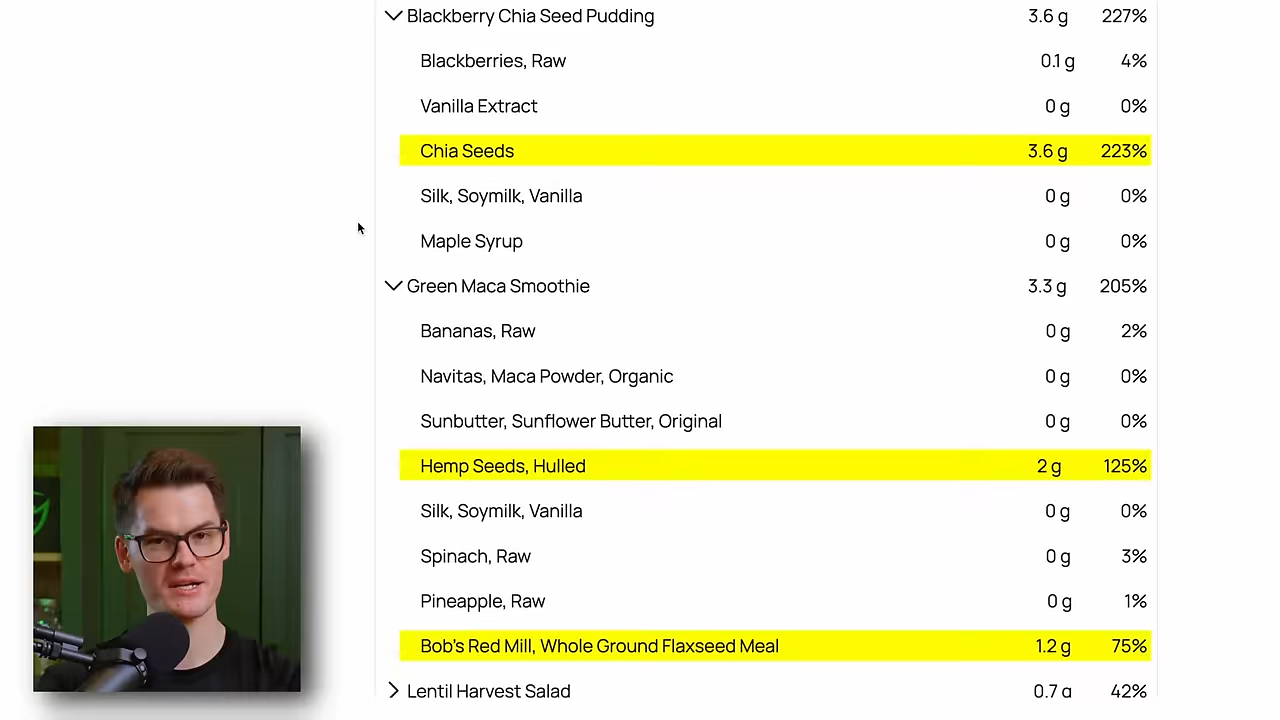 Blackberry Chia Seed Pudding 3.6 g 227%
Blackberries, Raw 0.1 g 4%
Vanilla Extract 0 g 0%
Chia Seeds 3.6 g 223%
Silk, Soymilk, Vanilla 0 g 0%
Maple Syrup 0 g 0%
Green Maca Smoothie 3.3 g 205%
Bananas, Raw 0 g 2%
Navitas, Maca Powder, Organic 0 g 0%
Sunbutter, Sunflower Butter, Original 0 g 0%
Hemp Seeds, Hulled 2 g 125%
Silk, Soymilk, Vanilla 0 g 0%
Spinach, Raw 0 g 3%
Pineapple, Raw 0 g 1%
Bob's Red Mill, Whole Ground Flaxseed Meal 1.2 g 75%
Lentil Harvest Salad 0.7 g 42%